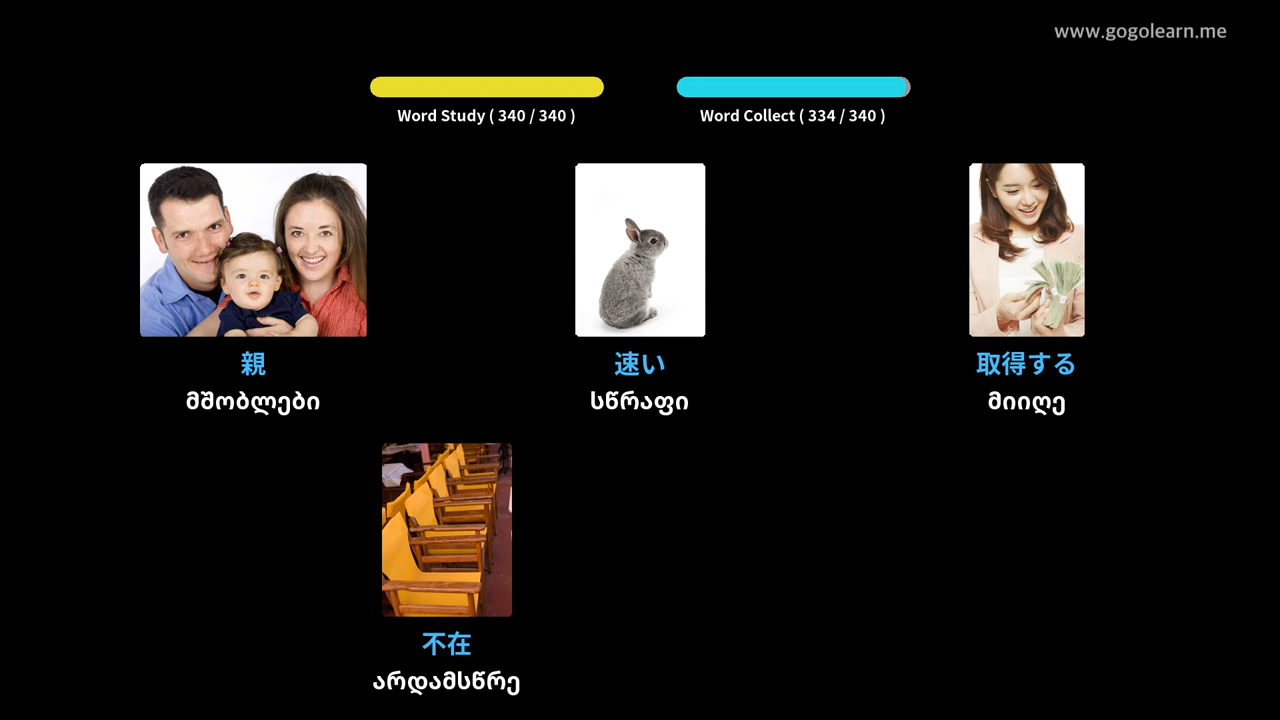 www.gogolearn.me
Word Study ( 340 / 340 )
Word Collect ( 334 / 340 )
親
მშობლები
速い
სწრაფი
取得する
მიიღე
不在
არდამსწრე